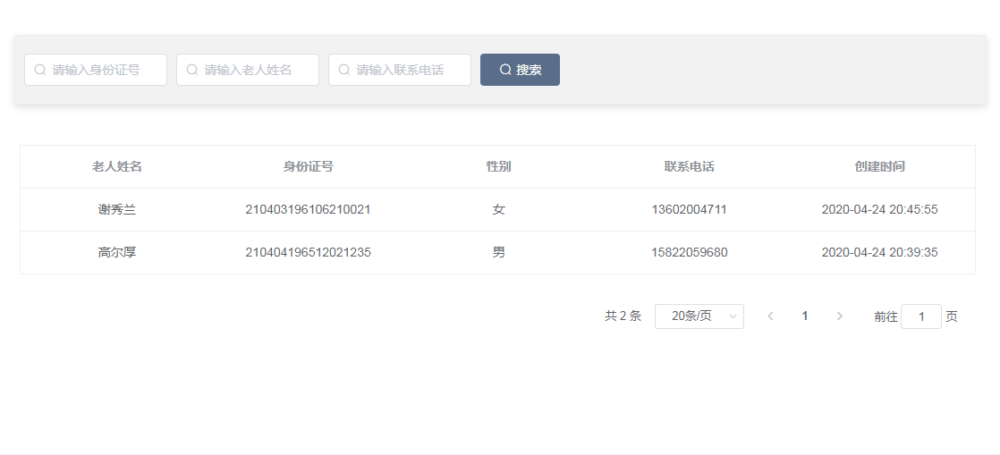 请输入身份证号 请输入老人姓名 请输入联系电话 搜索
老人姓名 身份证号 性别 联系电话 创建时间
谢秀兰 210403196106210021 女 13602004711 2020-04-24 20:45:55
高尔厚 210404196512021235 男 15822059680 2020-04-24 20:39:35
共 2 条 20条/页 1 前往 1 页